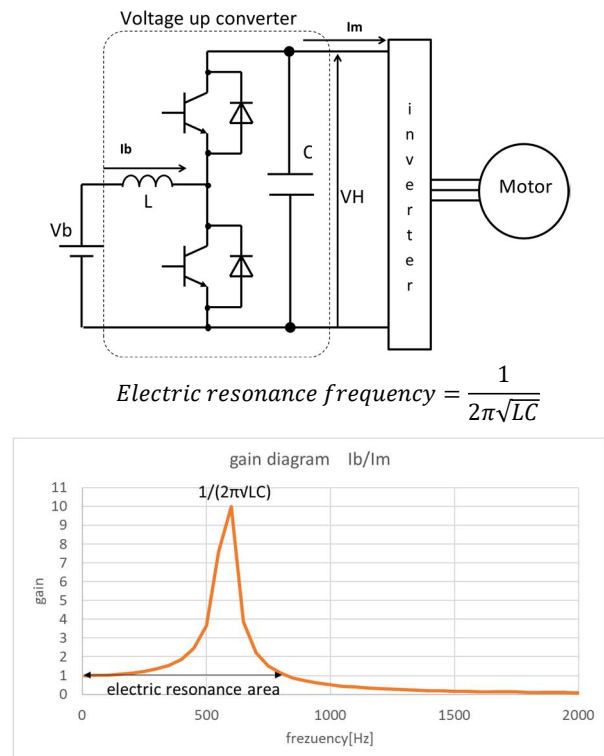 Voltage up converter
Im
Ib
L
C
VH
Vb
inverter
Motor
Electric resonance frequency = 1 / 2π√LC
gain diagram Ib/Im
1/(2π√LC)
11
10
9
8
7
6
5
4
3
2
1
0
gain
electric resonance area
0 500 1000 1500 2000
frezuency[Hz]